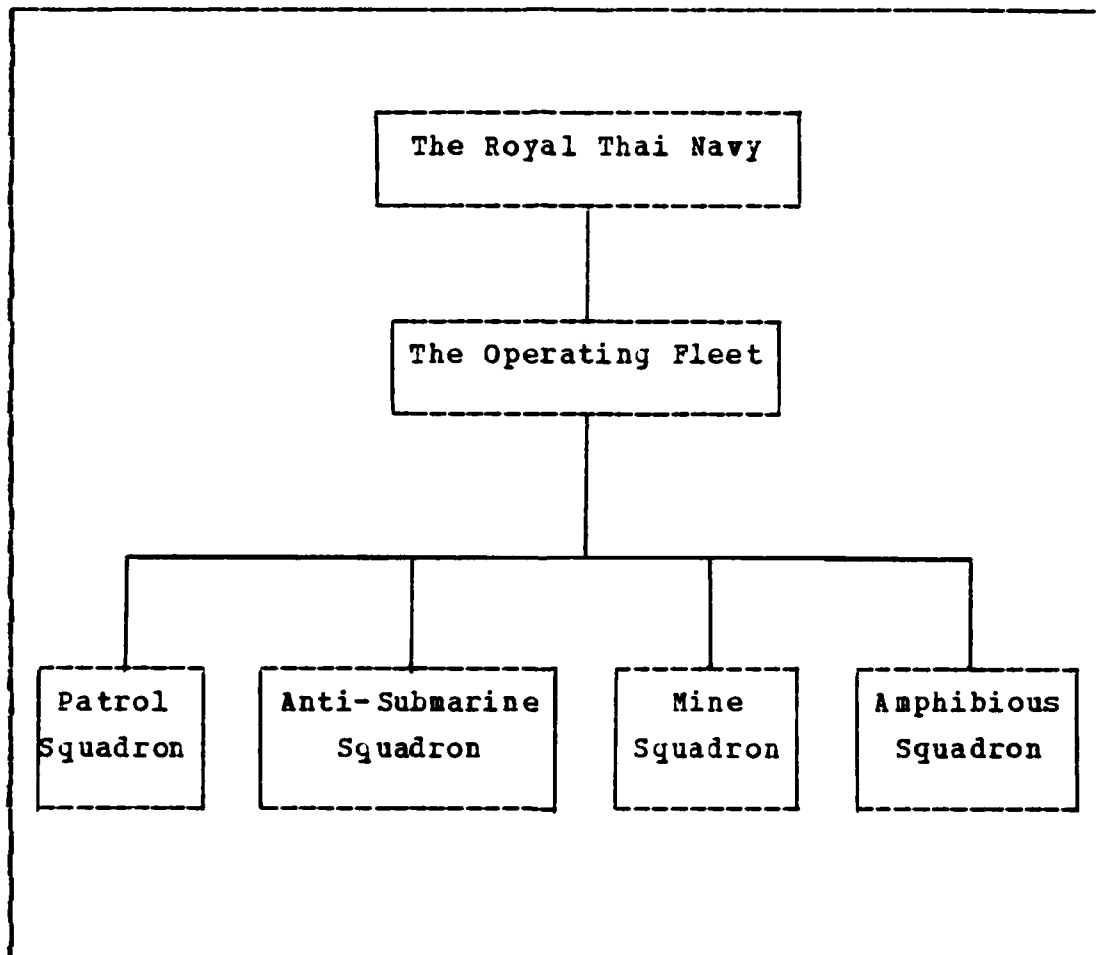 The Royal Thai Navy
The Operating Fleet
Patrol
Squadron
Anti-Submarine
Squadron
Mine
Squadron
Amphibious
Squadron